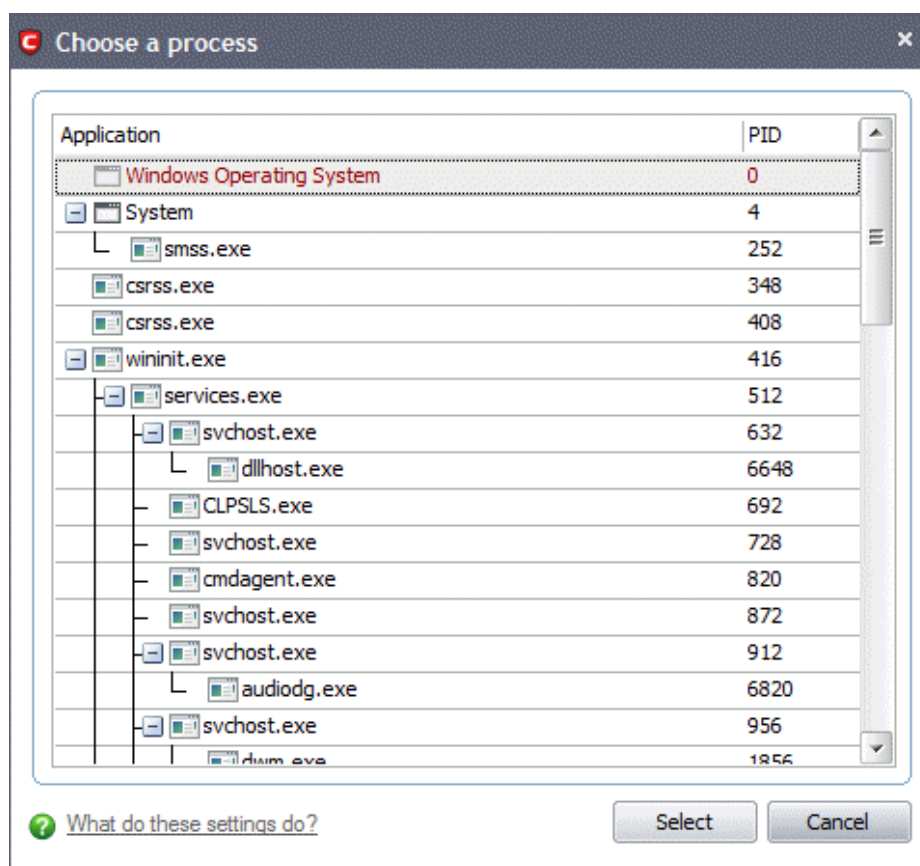 Choose a process
Application PID
Windows Operating System 0
System 4
smss.exe 252
csrss.exe 348
csrss.exe 408
wininit.exe 416
services.exe 512
svchost.exe 632
dllhost.exe 6648
CLPSLS.exe 692
svchost.exe 728
cmdagent.exe 820
svchost.exe 872
svchost.exe 912
audiodg.exe 6820
svchost.exe 956
dwm.exe 1856
What do these settings do? Select Cancel